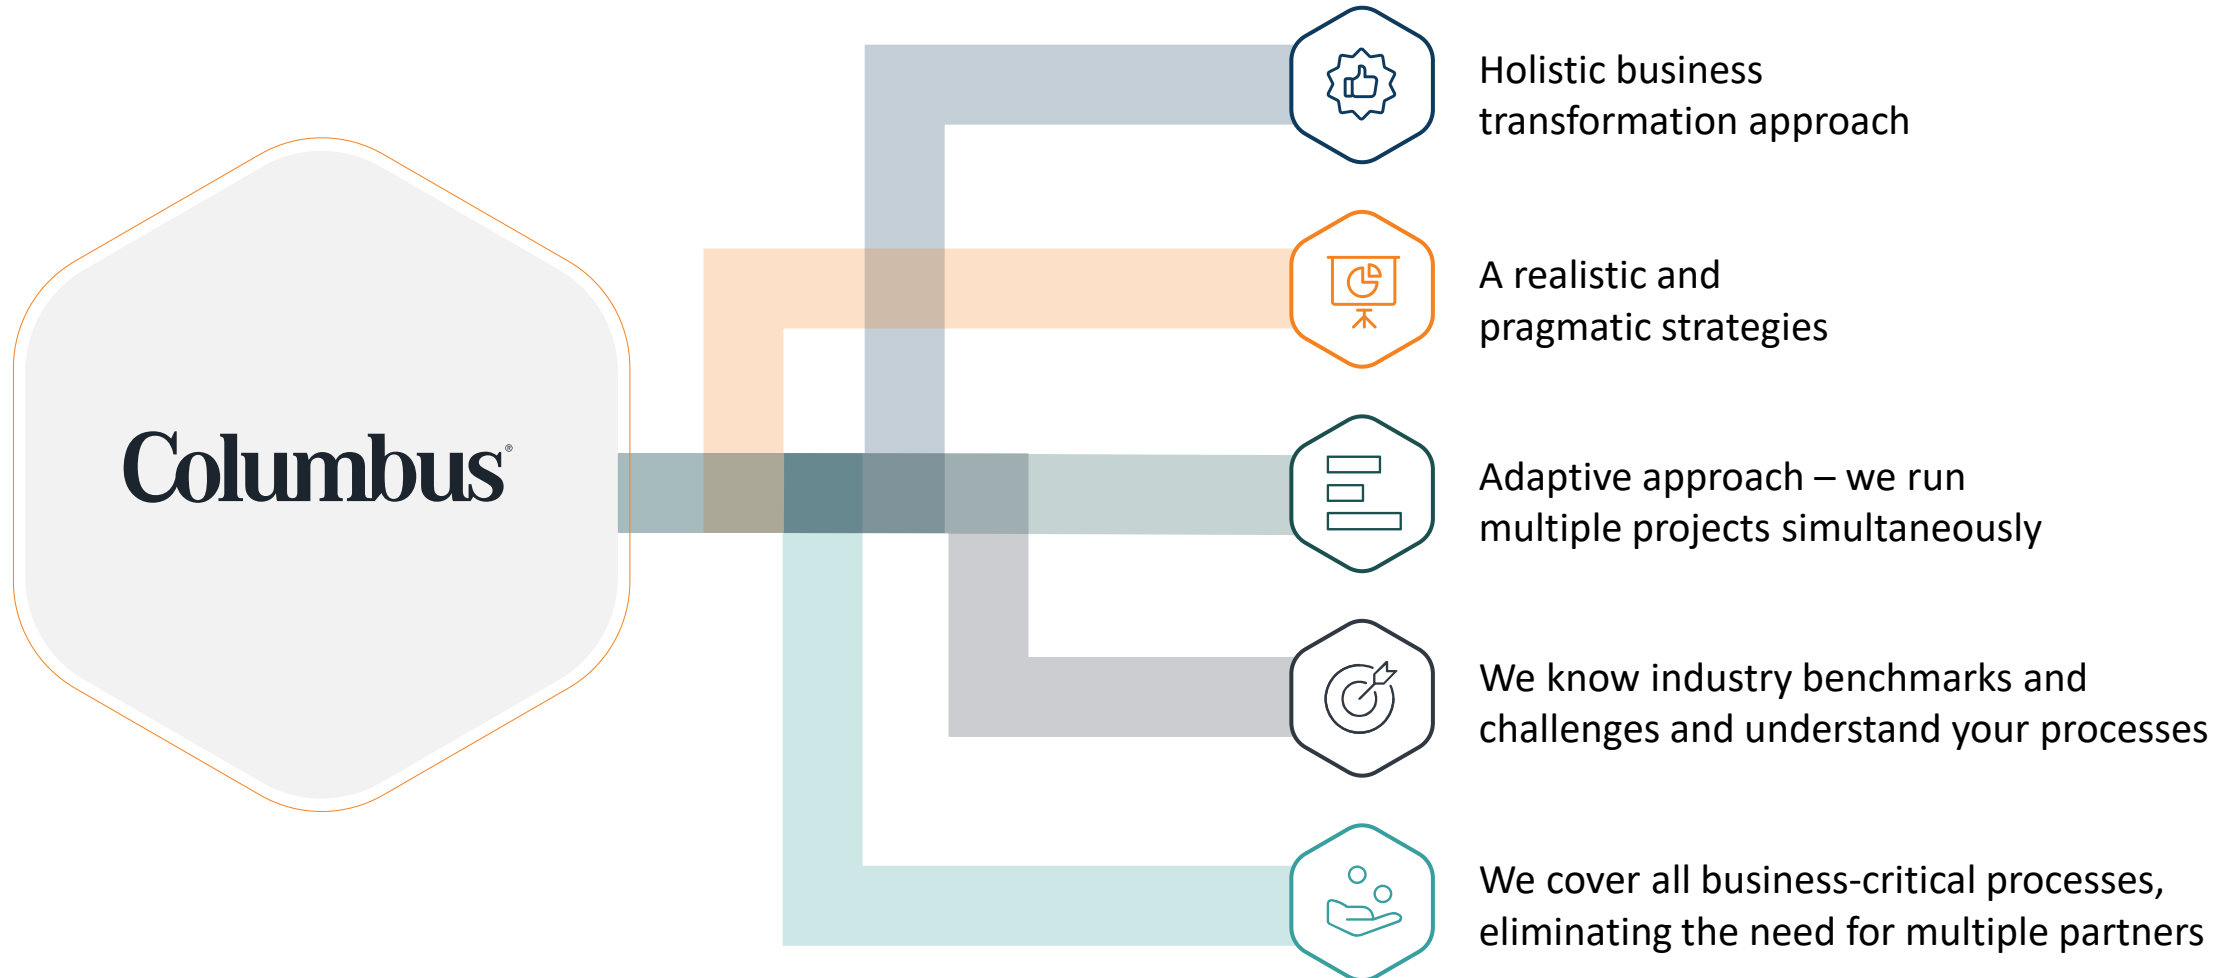 Columbus®
Holistic business
transformation approach
A realistic and
pragmatic strategies
Adaptive approach – we run
multiple projects simultaneously
We know industry benchmarks and
challenges and understand your processes
We cover all business-critical processes,
eliminating the need for multiple partners